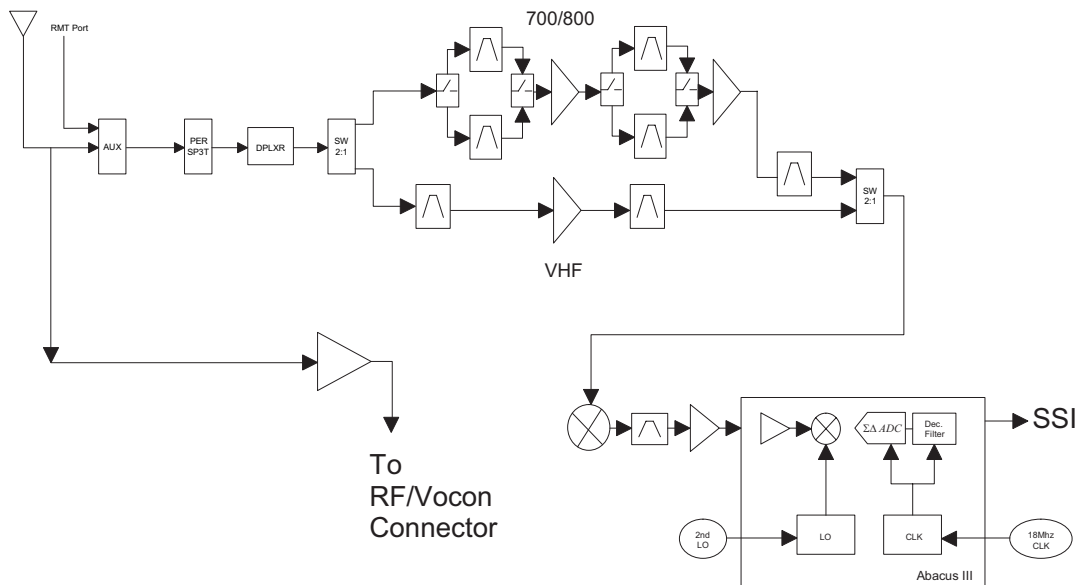 700/800
RMT Port
AUX
PER
SP3T
DPLXR
SW
2:1
SW
2:1
VHF
To
RF/Vocon
Connector
ΣΔ ADC
Dec.
Filter
SSI
2nd
LO
LO
CLK
18Mhz
CLK
Abacus III